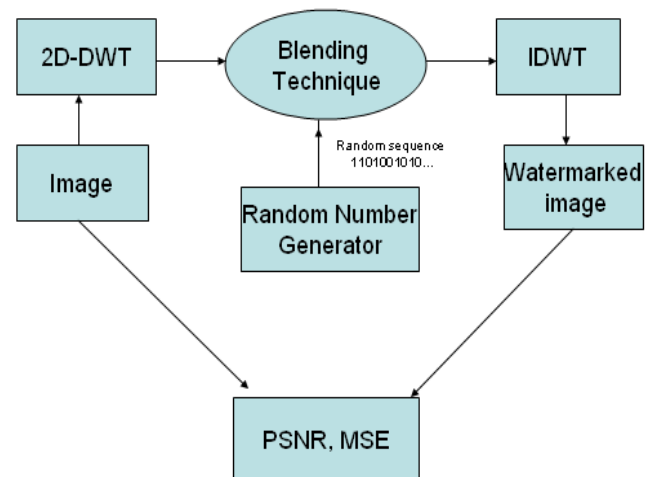 2D-DWT
Blending
Technique
IDWT
Random sequence
1101001010...
Image
Random Number
Generator
Watermarked
image
PSNR, MSE